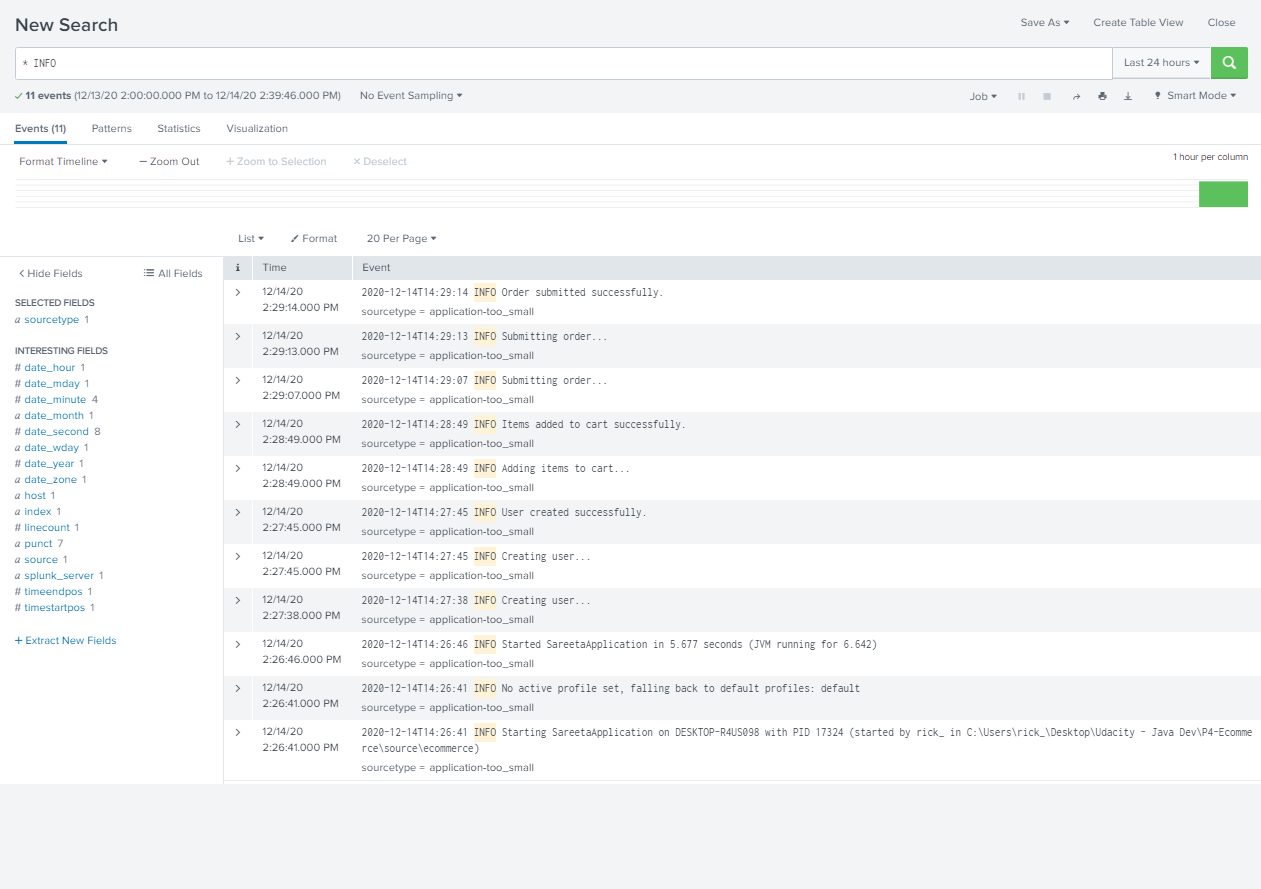 New Search
Save As Create Table View Close
* INFO
Last 24 hours
11 events (12/13/20 2:00:00.000 PM to 12/14/20 2:39:46.000 PM) No Event Sampling
Job Smart Mode
Events (11) Patterns Statistics Visualization
Format Timeline — Zoom Out + Zoom to Selection × Deselect
1 hour per column
List Format 20 Per Page
< Hide Fields All Fields
SELECTED FIELDS
a sourcetype 1
INTERESTING FIELDS
# date_hour 1
# date_mday 1
# date_minute 4
a date_month 1
# date_second 8
a date_wday 1
# date_year 1
a date_zone 1
a host 1
a index 1
# linecount 1
a punct 7
a source 1
a splunk_server 1
# timeendpos 1
# timestartpos 1
+ Extract New Fields
i Time Event
12/14/20
2:29:14.000 PM
2020-12-14T14:29:14 INFO Order submitted successfully.
sourcetype = application-too_small
12/14/20
2:29:13.000 PM
2020-12-14T14:29:13 INFO Submitting order...
sourcetype = application-too_small
12/14/20
2:29:07.000 PM
2020-12-14T14:29:07 INFO Submitting order...
sourcetype = application-too_small
12/14/20
2:28:49.000 PM
2020-12-14T14:28:49 INFO Items added to cart successfully.
sourcetype = application-too_small
12/14/20
2:28:49.000 PM
2020-12-14T14:28:49 INFO Adding items to cart...
sourcetype = application-too_small
12/14/20
2:27:45.000 PM
2020-12-14T14:27:45 INFO User created successfully.
sourcetype = application-too_small
12/14/20
2:27:45.000 PM
2020-12-14T14:27:45 INFO Creating user...
sourcetype = application-too_small
12/14/20
2:27:38.000 PM
2020-12-14T14:27:38 INFO Creating user...
sourcetype = application-too_small
12/14/20
2:26:46.000 PM
2020-12-14T14:26:46 INFO Started SareetaApplication in 5.677 seconds (JVM running for 6.642)
sourcetype = application-too_small
12/14/20
2:26:41.000 PM
2020-12-14T14:26:41 INFO No active profile set, falling back to default profiles: default
sourcetype = application-too_small
12/14/20
2:26:41.000 PM
2020-12-14T14:26:41 INFO Starting SareetaApplication on DESKTOP-R4US098 with PID 17324 (started by rick_ in C:\Users\rick_\Desktop\Udacity - Java Dev\P4-Ecomme
rce\source\ecommerce)
sourcetype = application-too_small